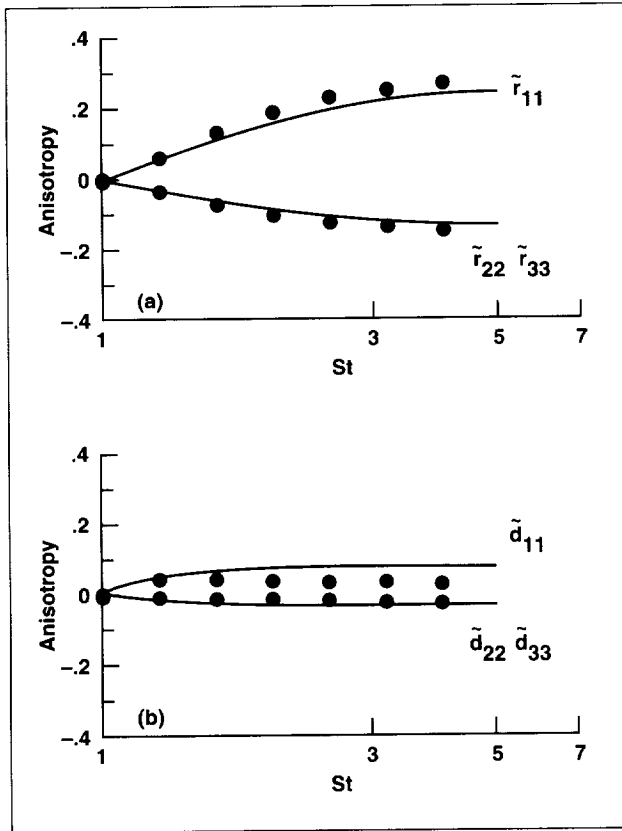 .4
.2
0
-.2
-.4
Anisotropy
r̃11
r̃22 r̃33
(a)
1 3 5 7
St
.4
.2
0
-.2
-.4
Anisotropy
d̃11
d̃22 d̃33
(b)
1 3 5 7
St